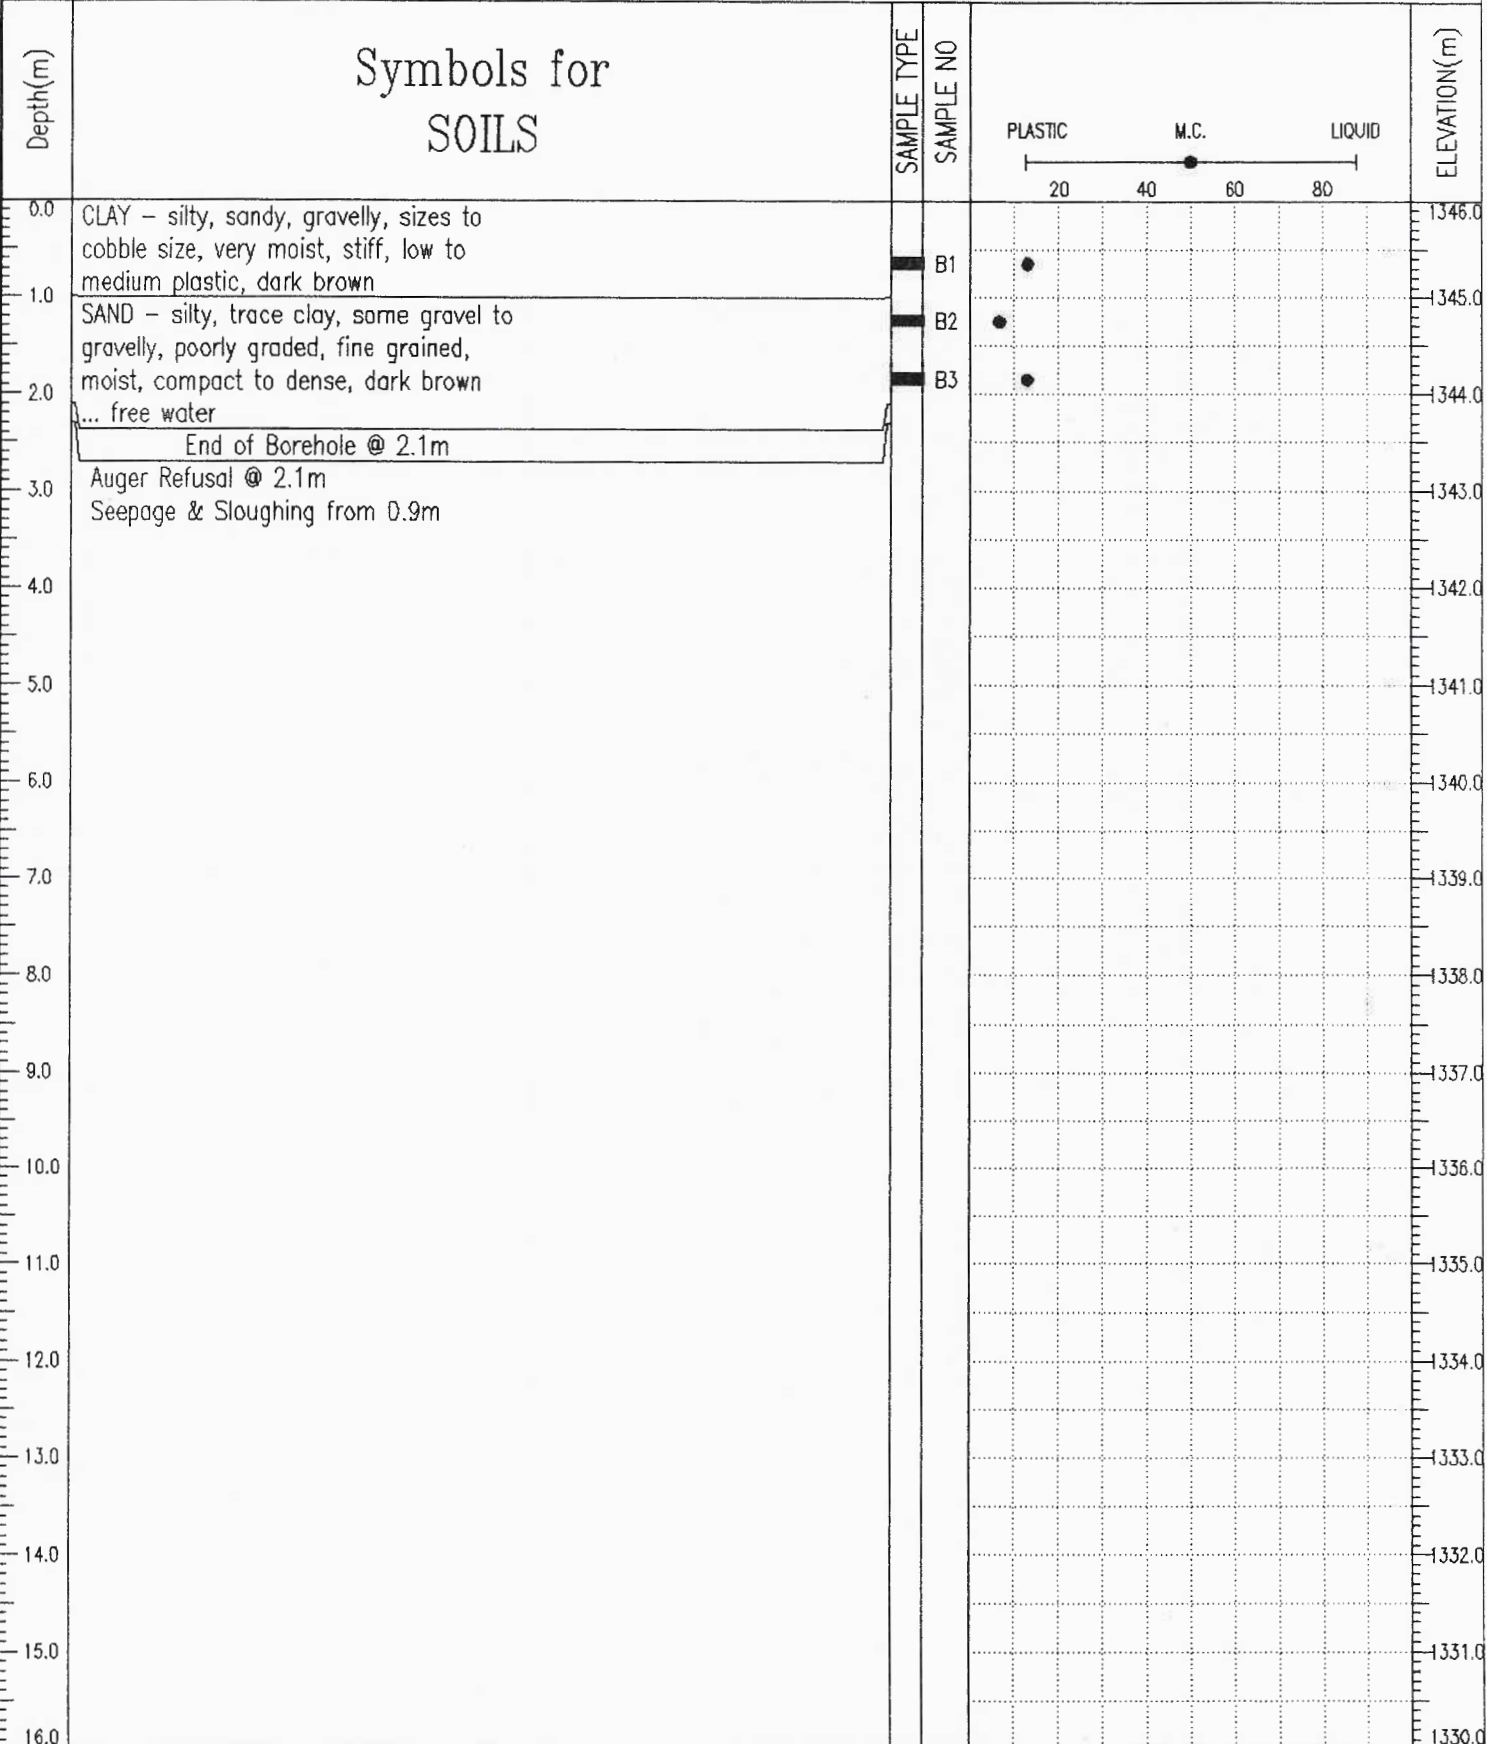 Depth(m)
Symbols for
SOILS
SAMPLE TYPE
SAMPLE NO
PLASTIC M.C. LIQUID
20 40 60 80
ELEVATION(m)
0.0 CLAY – silty, sandy, gravelly, sizes to 1346.0
cobble size, very moist, stiff, low to
B1
medium plastic, dark brown
1.0 1345.0
SAND – silty, trace clay, some gravel to B2
gravelly, poorly graded, fine grained,
moist, compact to dense, dark brown B3
2.0 1344.0
... free water
End of Borehole @ 2.1m
Auger Refusal @ 2.1m
3.0 1343.0
Seepage & Sloughing from 0.9m
4.0 1342.0
5.0 1341.0
6.0 1340.0
7.0 1339.0
8.0 1338.0
9.0 1337.0
10.0 1336.0
11.0 1335.0
12.0 1334.0
13.0 1333.0
14.0 1332.0
15.0 1331.0
16.0 1330.0